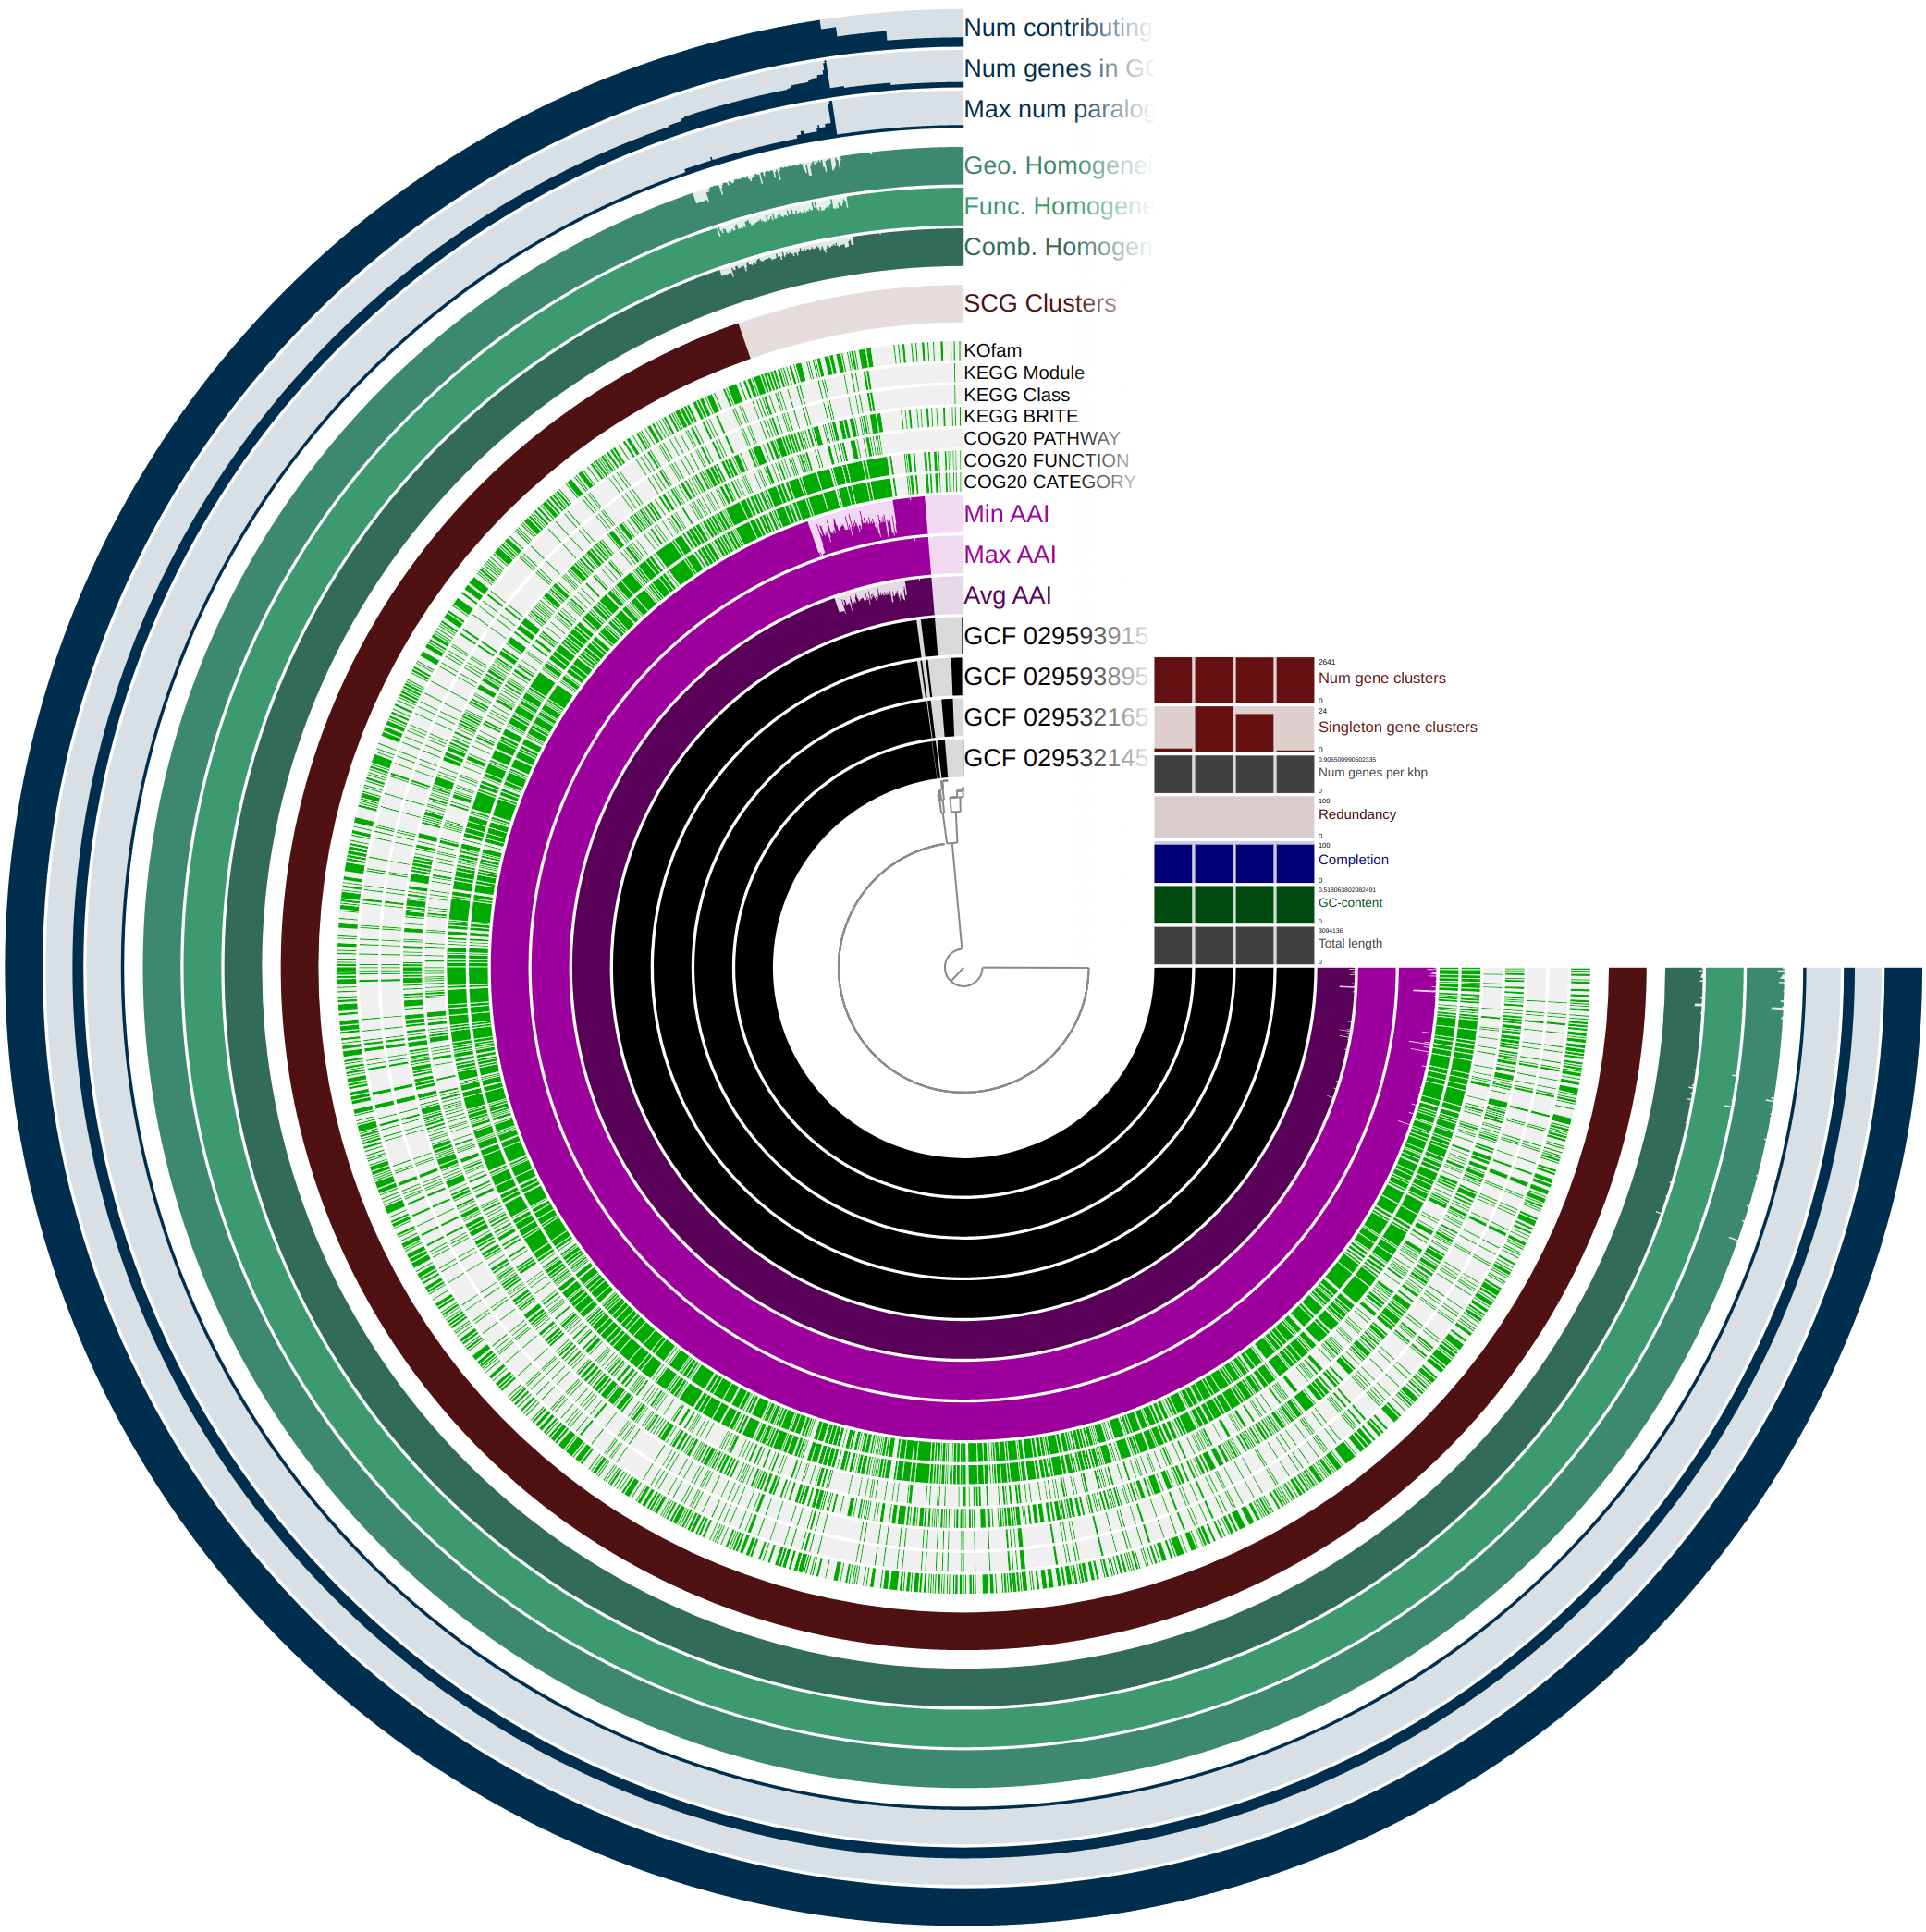 Num contributing
Num genes in GC
Max num paralog
Geo. Homogenei
Func. Homogene
Comb. Homogen
SCG Clusters
KOfam
KEGG Module
KEGG Class
KEGG BRITE
COG20 PATHWAY
COG20 FUNCTION
COG20 CATEGORY
Min AAI
Max AAI
Avg AAI
GCF 029593915
GCF 029593895
GCF 029532165
GCF 029532145
2641
Num gene clusters
0
24
Singleton gene clusters
0
0.906500990502335
Num genes per kbp
0
100
Redundancy
0
100
Completion
0
0.518063802082491
GC-content
0
3094136
Total length
0